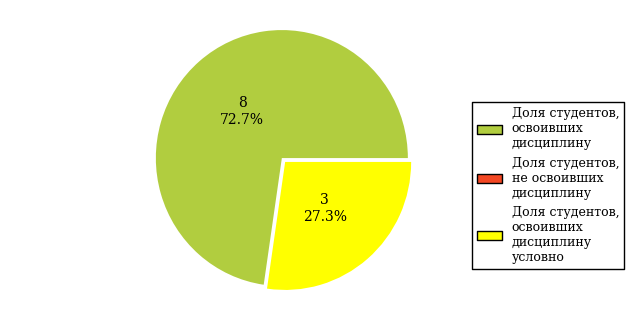 8
72.7%
3
27.3%
Доля студентов,
освоивших
дисциплину
Доля студентов,
не освоивших
дисциплину
Доля студентов,
освоивших
дисциплину
условно